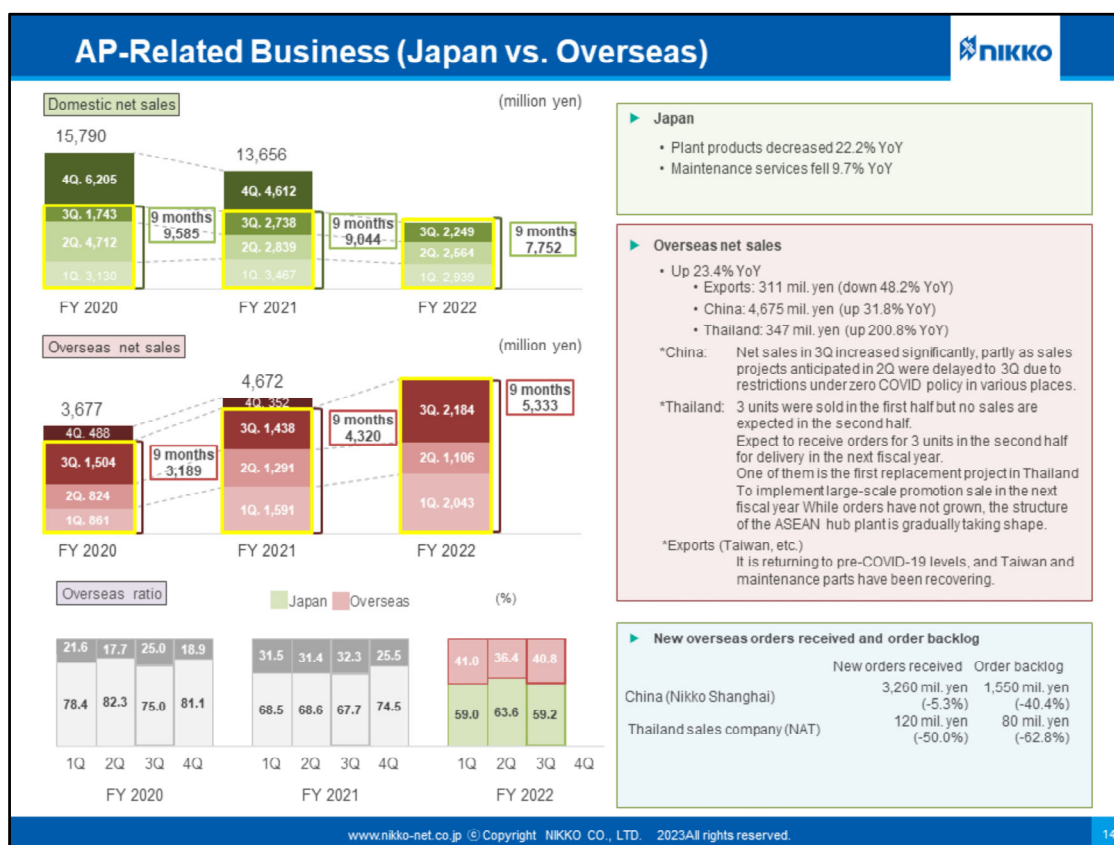 AP-Related Business (Japan vs. Overseas)
NIKKO
Domestic net sales
(million yen)
15,790
13,656
4Q. 6,205
3Q. 1,743
2Q. 4,712
1Q. 3,130
9 months
9,585
4Q. 4,612
3Q. 2,738
2Q. 2,839
1Q. 3,467
9 months
9,044
3Q. 2,249
2Q. 2,564
1Q. 2,939
9 months
7,752
FY 2020
FY 2021
FY 2022
Overseas net sales
(million yen)
3,677
4,672
4Q. 488
3Q. 1,504
2Q. 824
1Q. 861
9 months
3,189
4Q. 352
3Q. 1,438
2Q. 1,291
1Q. 1,591
9 months
4,320
3Q. 2,184
2Q. 1,106
1Q. 2,043
9 months
5,333
FY 2020
FY 2021
FY 2022
Overseas ratio
Japan
Overseas
(%)
21.6 17.7 25.0 18.9
78.4 82.3 75.0 81.1
31.5 31.4 32.3 25.5
68.5 68.6 67.7 74.5
41.0 36.4 40.8
59.0 63.6 59.2
1Q 2Q 3Q 4Q
1Q 2Q 3Q 4Q
1Q 2Q 3Q 4Q
FY 2020
FY 2021
FY 2022
► Japan
• Plant products decreased 22.2% YoY
• Maintenance services fell 9.7% YoY
► Overseas net sales
• Up 23.4% YoY
• Exports: 311 mil. yen (down 48.2% YoY)
• China: 4,675 mil. yen (up 31.8% YoY)
• Thailand: 347 mil. yen (up 200.8% YoY)
*China: Net sales in 3Q increased significantly, partly as sales
projects anticipated in 2Q were delayed to 3Q due to
restrictions under zero COVID policy in various places.
*Thailand: 3 units were sold in the first half but no sales are
expected in the second half.
Expect to receive orders for 3 units in the second half
for delivery in the next fiscal year.
One of them is the first replacement project in Thailand
To implement large-scale promotion sale in the next
fiscal year While orders have not grown, the structure
of the ASEAN hub plant is gradually taking shape.
*Exports (Taiwan, etc.)
It is returning to pre-COVID-19 levels, and Taiwan and
maintenance parts have been recovering.
► New overseas orders received and order backlog
New orders received Order backlog
China (Nikko Shanghai) 3,260 mil. yen 1,550 mil. yen
(-5.3%) (-40.4%)
Thailand sales company (NAT) 120 mil. yen 80 mil. yen
(-50.0%) (-62.8%)
www.nikko-net.co.jp ⓒ Copyright NIKKO CO., LTD. 2023All rights reserved.
14